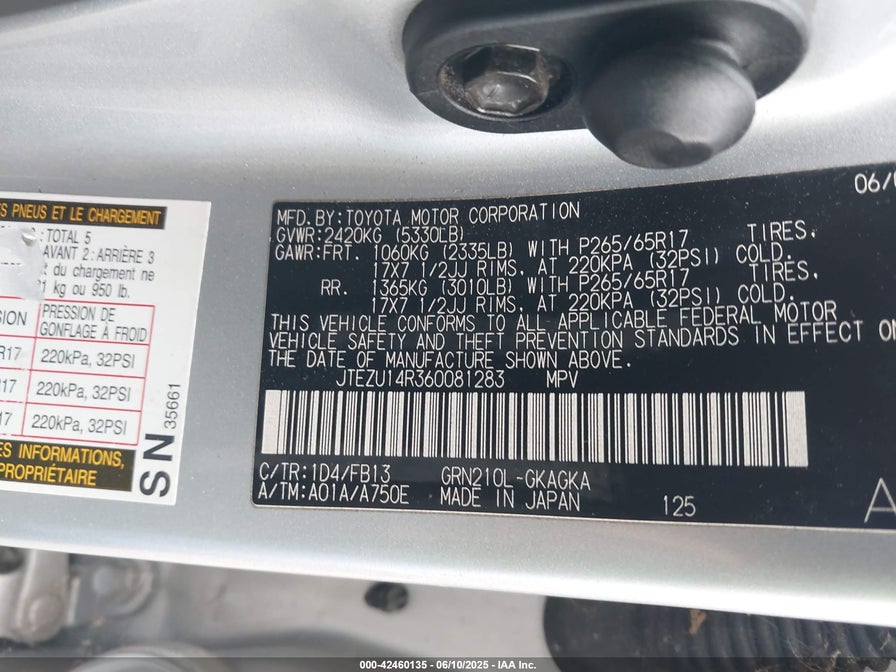 S PNEUS ET LE CHARGEMENT
TOTAL 5
AVANT 2: ARRIÈRE 3
t du chargement ne
1 kg ou 950 lb.
SION
PRESSION DE
GONFLAGE À FROID
R17
220kPa, 32PSI
R17
220kPa, 32PSI
17
220kPa, 32PSI
ES INFORMATIONS,
PROPRIÉTAIRE
SN 35661
06/
MFD. BY: TOYOTA MOTOR CORPORATION
GVWR: 2420KG (5330LB)
GAWR: FRT. 1060KG (2335LB) WITH P265/65R17 TIRES,
17X7 1/2JJ RIMS, AT 220KPA (32PSI) COLD.
RR. 1365KG (3010LB) WITH P265/65R17 TIRES,
17X7 1/2JJ RIMS, AT 220KPA (32PSI) COLD.
THIS VEHICLE CONFORMS TO ALL APPLICABLE FEDERAL MOTOR
VEHICLE SAFETY AND THEFT PREVENTION STANDARDS IN EFFECT ON
THE DATE OF MANUFACTURE SHOWN ABOVE.
JTEZU14R360081283 MPV
C/TR: 1D4/FB13 GRN210L-GKAGKA
A/TM: A01A/A750E MADE IN JAPAN 125
A
000-42460135 - 06/10/2025 - IAA Inc.